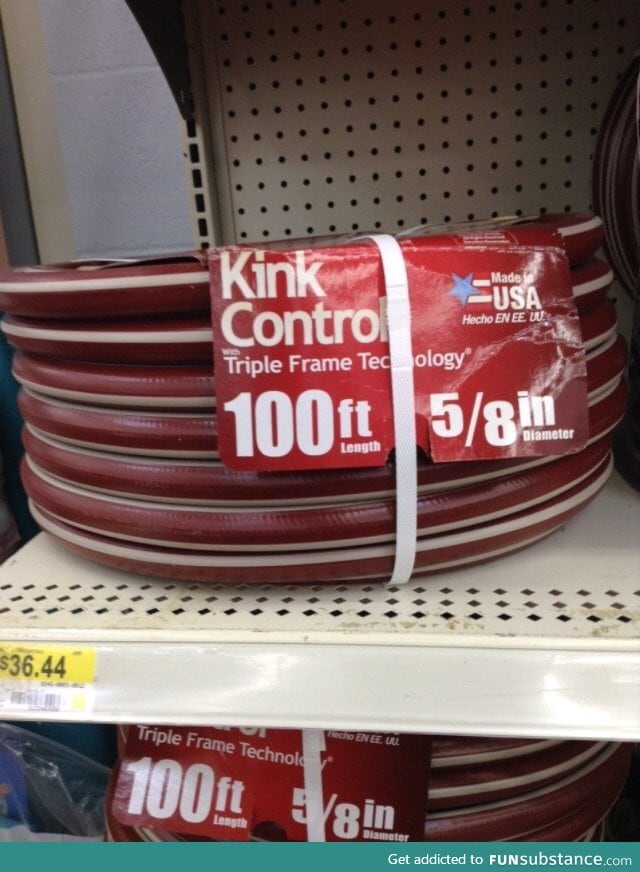 Kink
Control
With
Triple Frame Technology®
100ft
Length
5/8in
Diameter
Made in
USA
Hecho EN EE. UU.
$36.44
Hecho EN EE. UU.
Triple Frame Technology®
100ft
Length
5/8in
Diameter
Get addicted to FUNsubstance.com